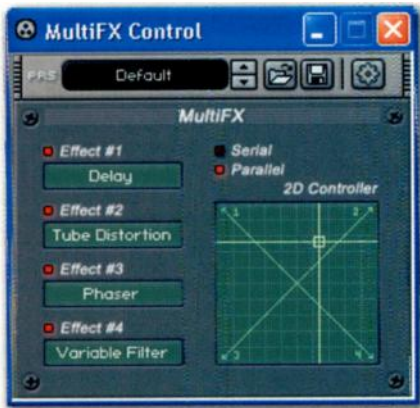 MultiFX Control
PRS Default
MultiFX
Effect #1
Delay
Effect #2
Tube Distortion
Effect #3
Phaser
Effect #4
Variable Filter
Serial
Parallel
2D Controller
1 2
3 4